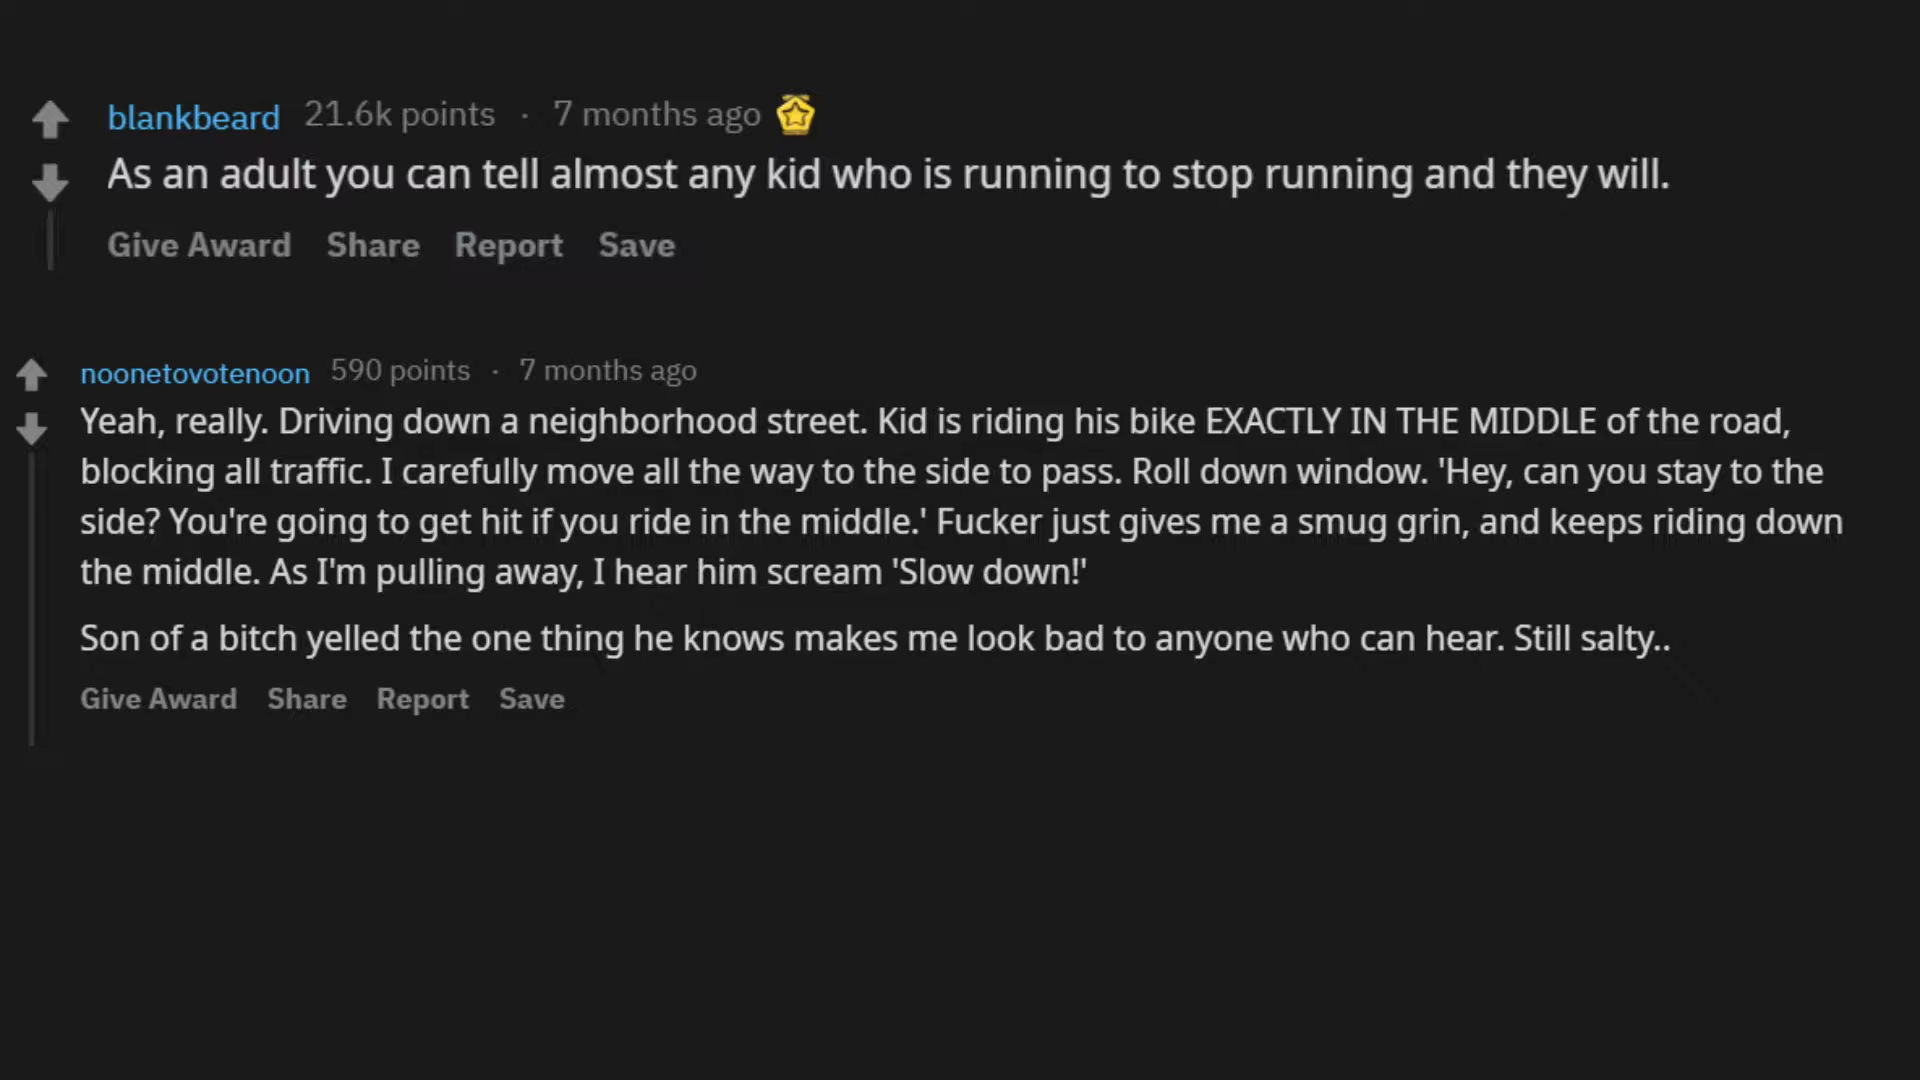 blankbeard 21.6k points · 7 months ago
As an adult you can tell almost any kid who is running to stop running and they will.
Give Award Share Report Save
noonetovotenoon 590 points · 7 months ago
Yeah, really. Driving down a neighborhood street. Kid is riding his bike EXACTLY IN THE MIDDLE of the road,
blocking all traffic. I carefully move all the way to the side to pass. Roll down window. 'Hey, can you stay to the
side? You're going to get hit if you ride in the middle.' Fucker just gives me a smug grin, and keeps riding down
the middle. As I'm pulling away, I hear him scream 'Slow down!'
Son of a bitch yelled the one thing he knows makes me look bad to anyone who can hear. Still salty..
Give Award Share Report Save